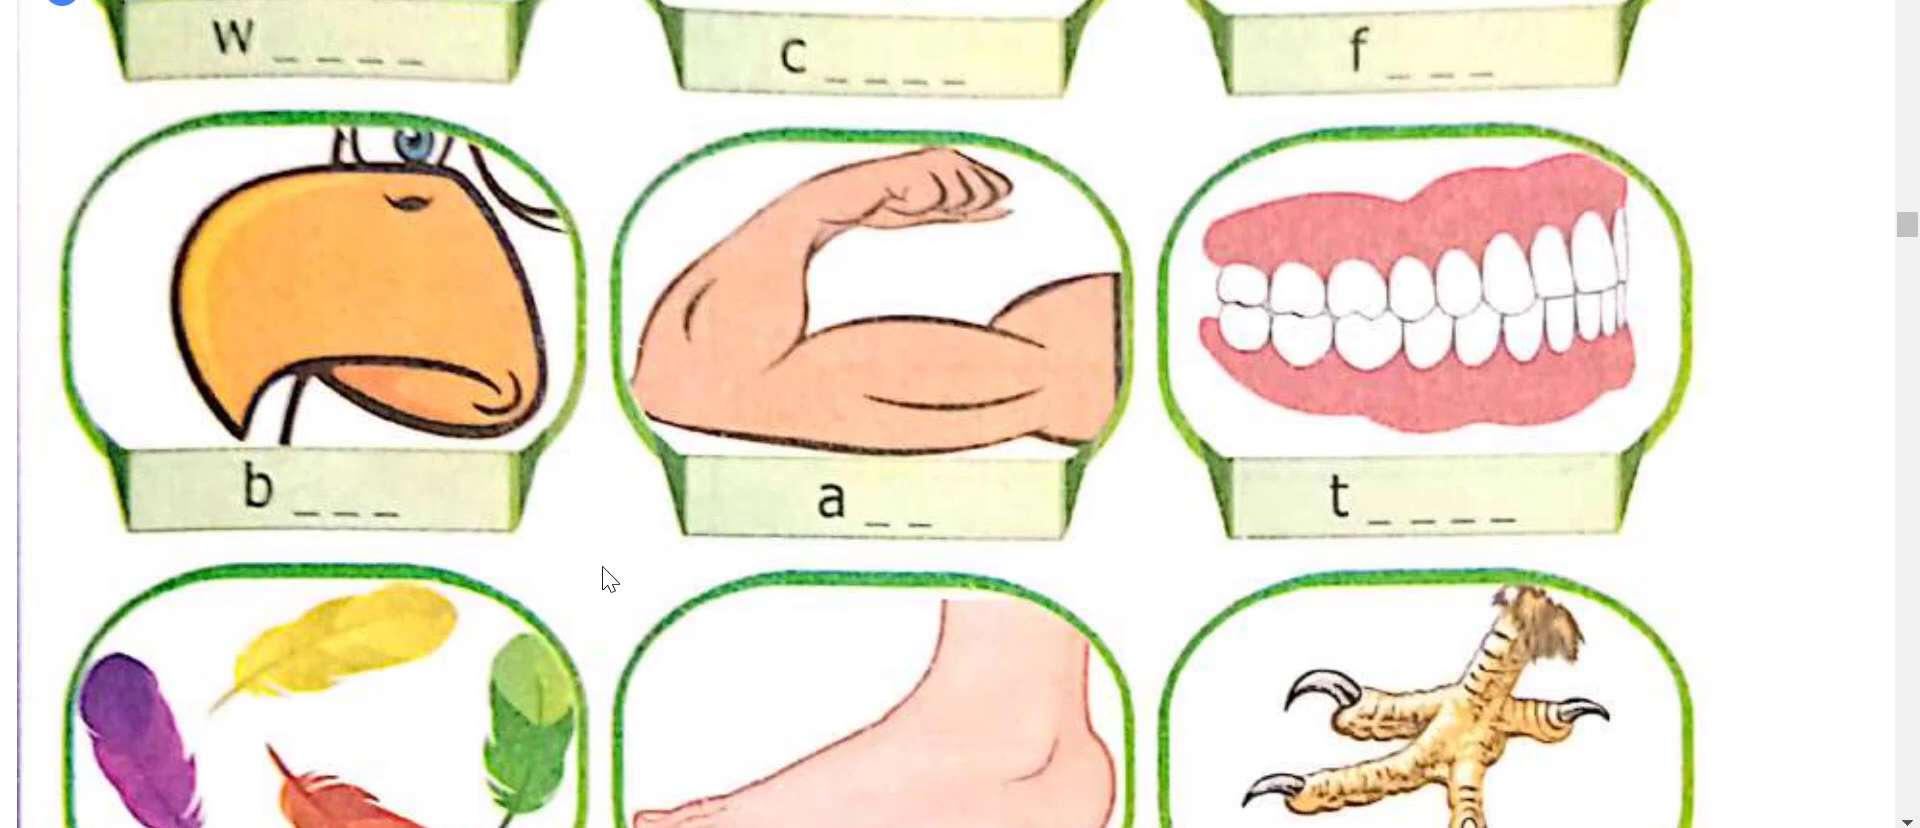 w _ _ _ _
c _ _ _ _
f _ _ _
b _ _ _
a _ _
t _ _ _ _